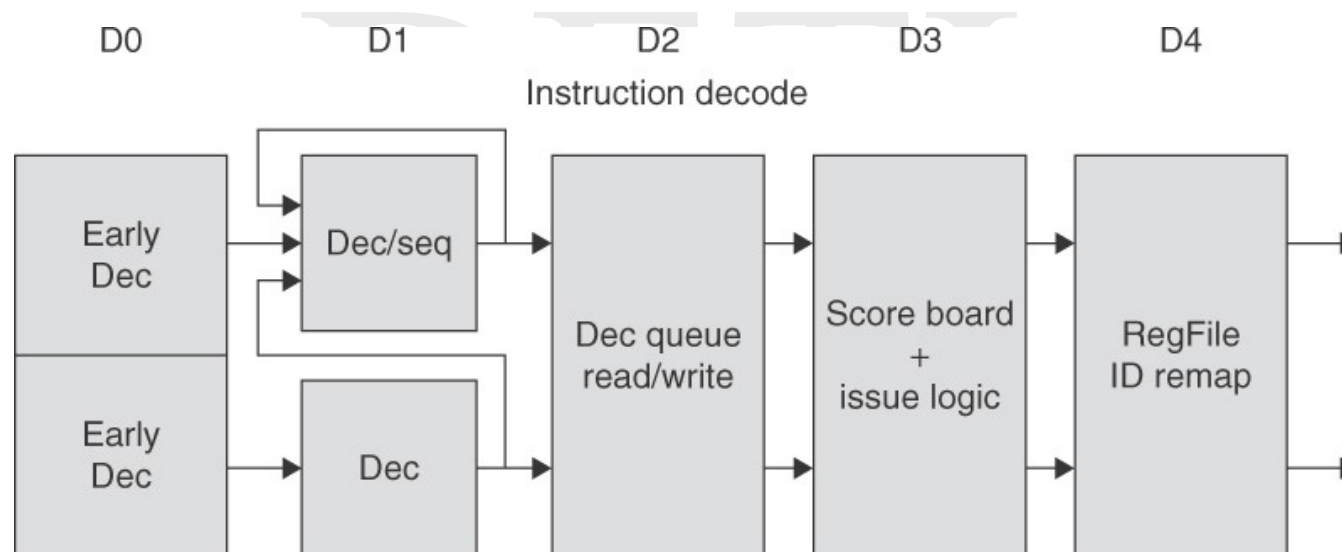 D0 D1 D2 D3 D4
Instruction decode
Early
Dec
Dec/seq
Early
Dec
Dec
Dec queue
read/write
Score board
+
issue logic
RegFile
ID remap